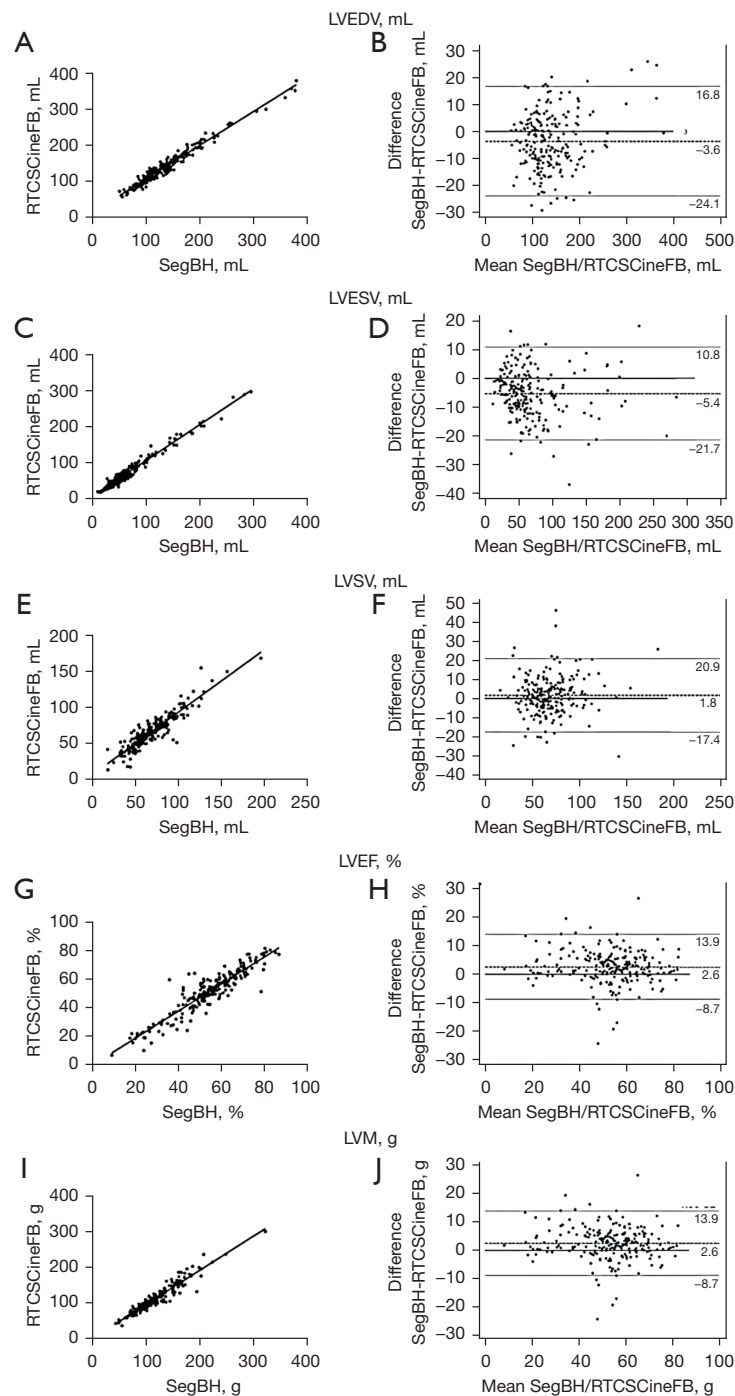 LVEDV, mL
A
RTCSCineFB, mL
400
300
200
100
0
0 100 200 300 400
SegBH, mL
B
Difference
SegBH-RTCSCineFB, mL
30
20
10
0
−10
−20
−30
16.8
−3.6
−24.1
0 100 200 300 400 500
Mean SegBH/RTCSCineFB, mL
LVESV, mL
C
RTCSCineFB, mL
400
300
200
100
0
0 100 200 300 400
SegBH, mL
D
Difference
SegBH-RTCSCineFB, mL
20
10
0
−10
−20
−30
−40
10.8
−5.4
−21.7
0 50 100 150 200 250 300 350
Mean SegBH/RTCSCineFB, mL
LVSV, mL
E
RTCSCineFB, mL
200
150
100
50
0
0 50 100 150 200 250
SegBH, mL
F
Difference
SegBH-RTCSCineFB, mL
50
40
30
20
10
0
−10
−20
−30
−40
20.9
1.8
−17.4
0 50 100 150 200 250
Mean SegBH/RTCSCineFB, mL
LVEF, %
G
RTCSCineFB, %
100
80
60
40
20
0
0 20 40 60 80 100
SegBH, %
H
Difference
SegBH-RTCSCineFB, %
30
20
10
0
−10
−20
−30
13.9
2.6
−8.7
0 20 40 60 80 100
Mean SegBH/RTCSCineFB, %
LVM, g
I
RTCSCineFB, g
400
300
200
100
0
0 100 200 300 400
SegBH, g
J
Difference
SegBH-RTCSCineFB, g
30
20
10
0
−10
−20
−30
13.9
2.6
−8.7
0 20 40 60 80 100
Mean SegBH/RTCSCineFB, g